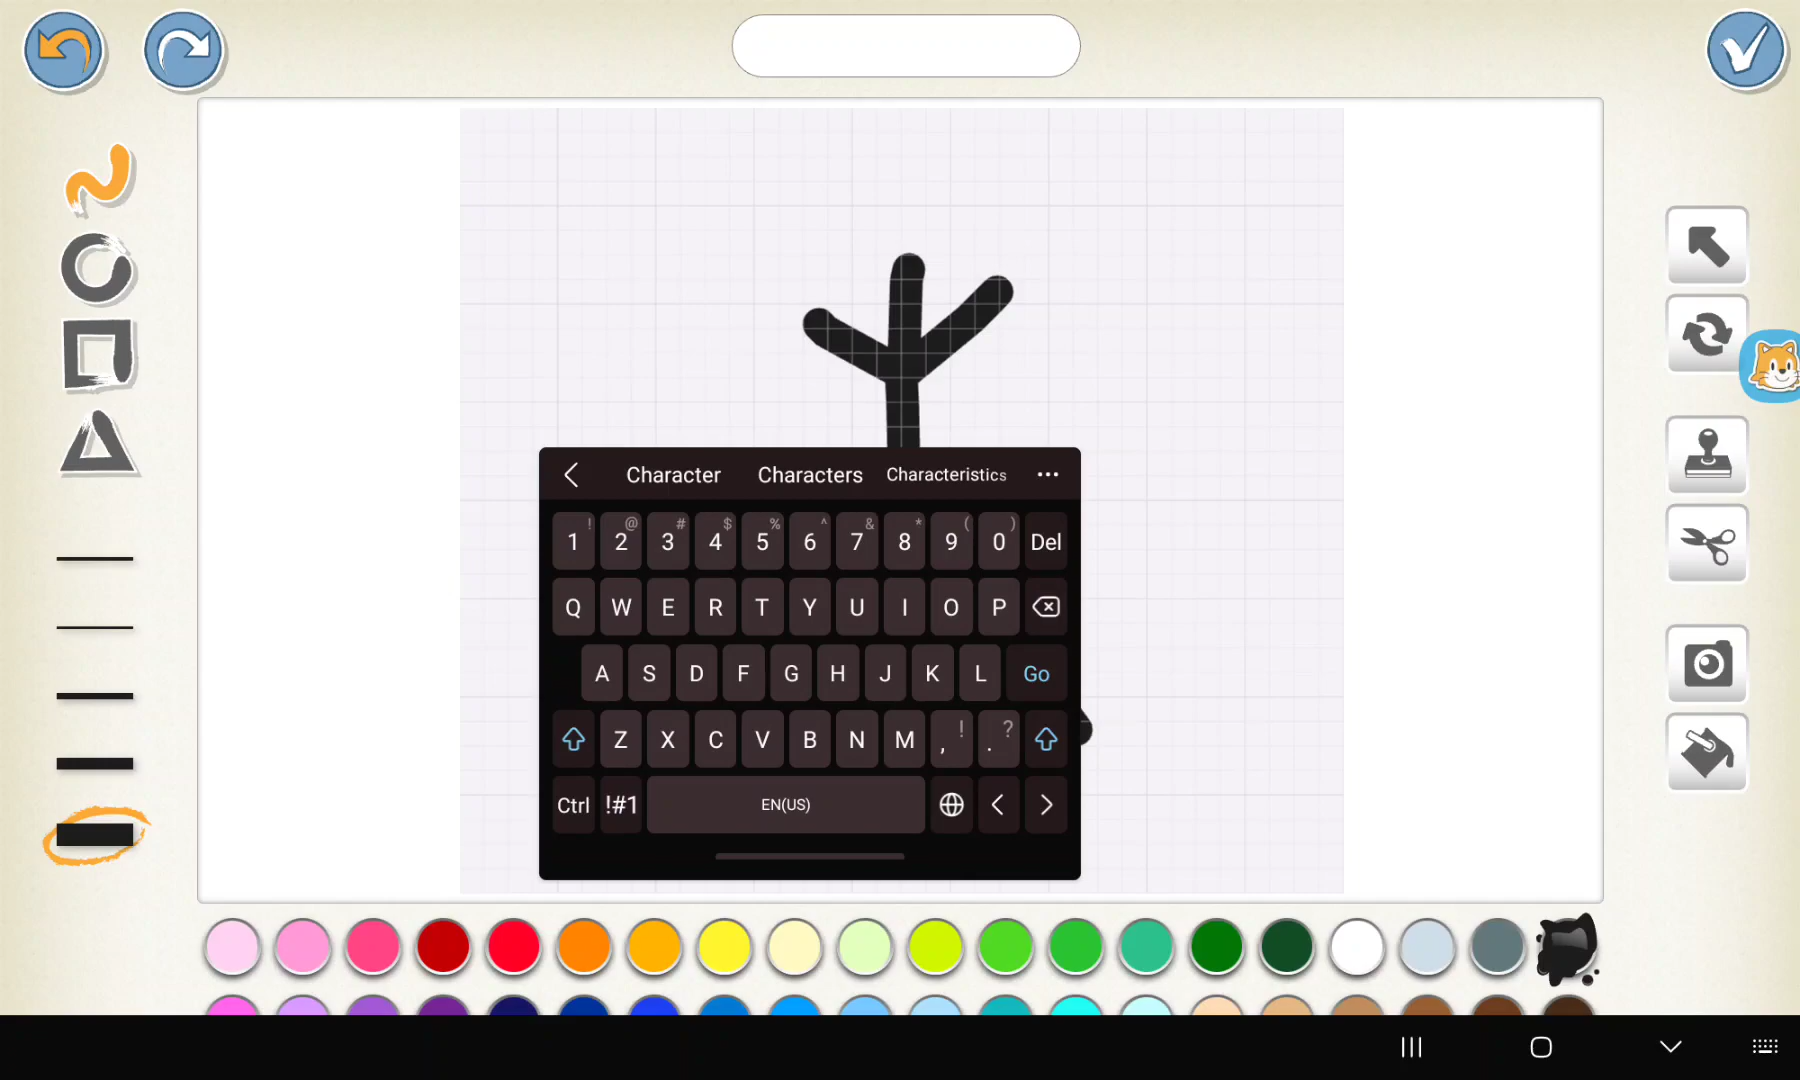 Character Characters Characteristics ...
! @ # $ % ^ & * ( )
1 2 3 4 5 6 7 8 9 0 Del
Q W E R T Y U I O P
A S D F G H J K L Go
! ?
Z X C V B N M , .
Ctrl !#1 EN(US) < >